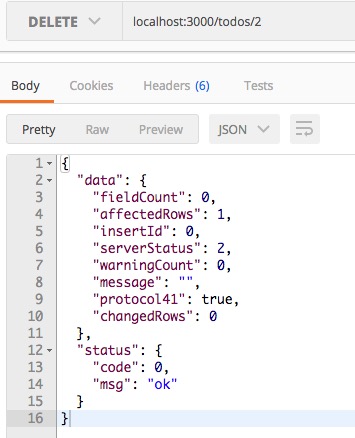 DELETE localhost:3000/todos/2
Body Cookies Headers (6) Tests
Pretty Raw Preview JSON
1 {
2 "data": {
3 "fieldCount": 0,
4 "affectedRows": 1,
5 "insertId": 0,
6 "serverStatus": 2,
7 "warningCount": 0,
8 "message": "",
9 "protocol41": true,
10 "changedRows": 0
11 },
12 "status": {
13 "code": 0,
14 "msg": "ok"
15 }
16 }